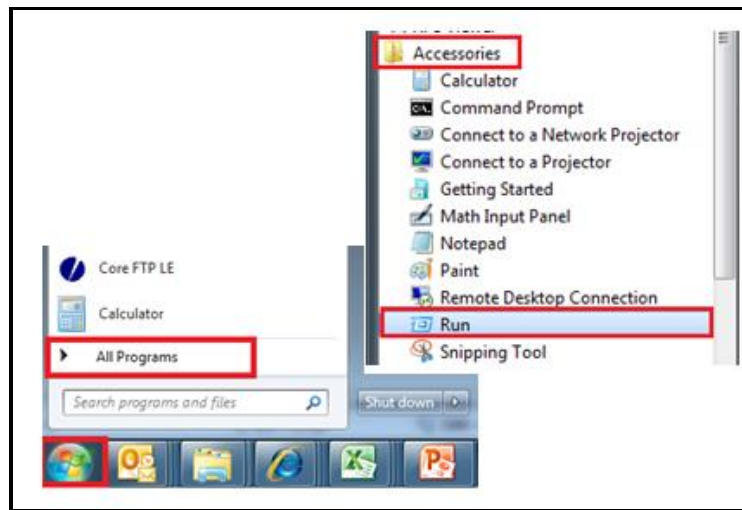 Accessories
Calculator
Command Prompt
Connect to a Network Projector
Connect to a Projector
Getting Started
Math Input Panel
Notepad
Paint
Remote Desktop Connection
Run
Snipping Tool
Core FTP LE
Calculator
All Programs
Search programs and files
Shut down